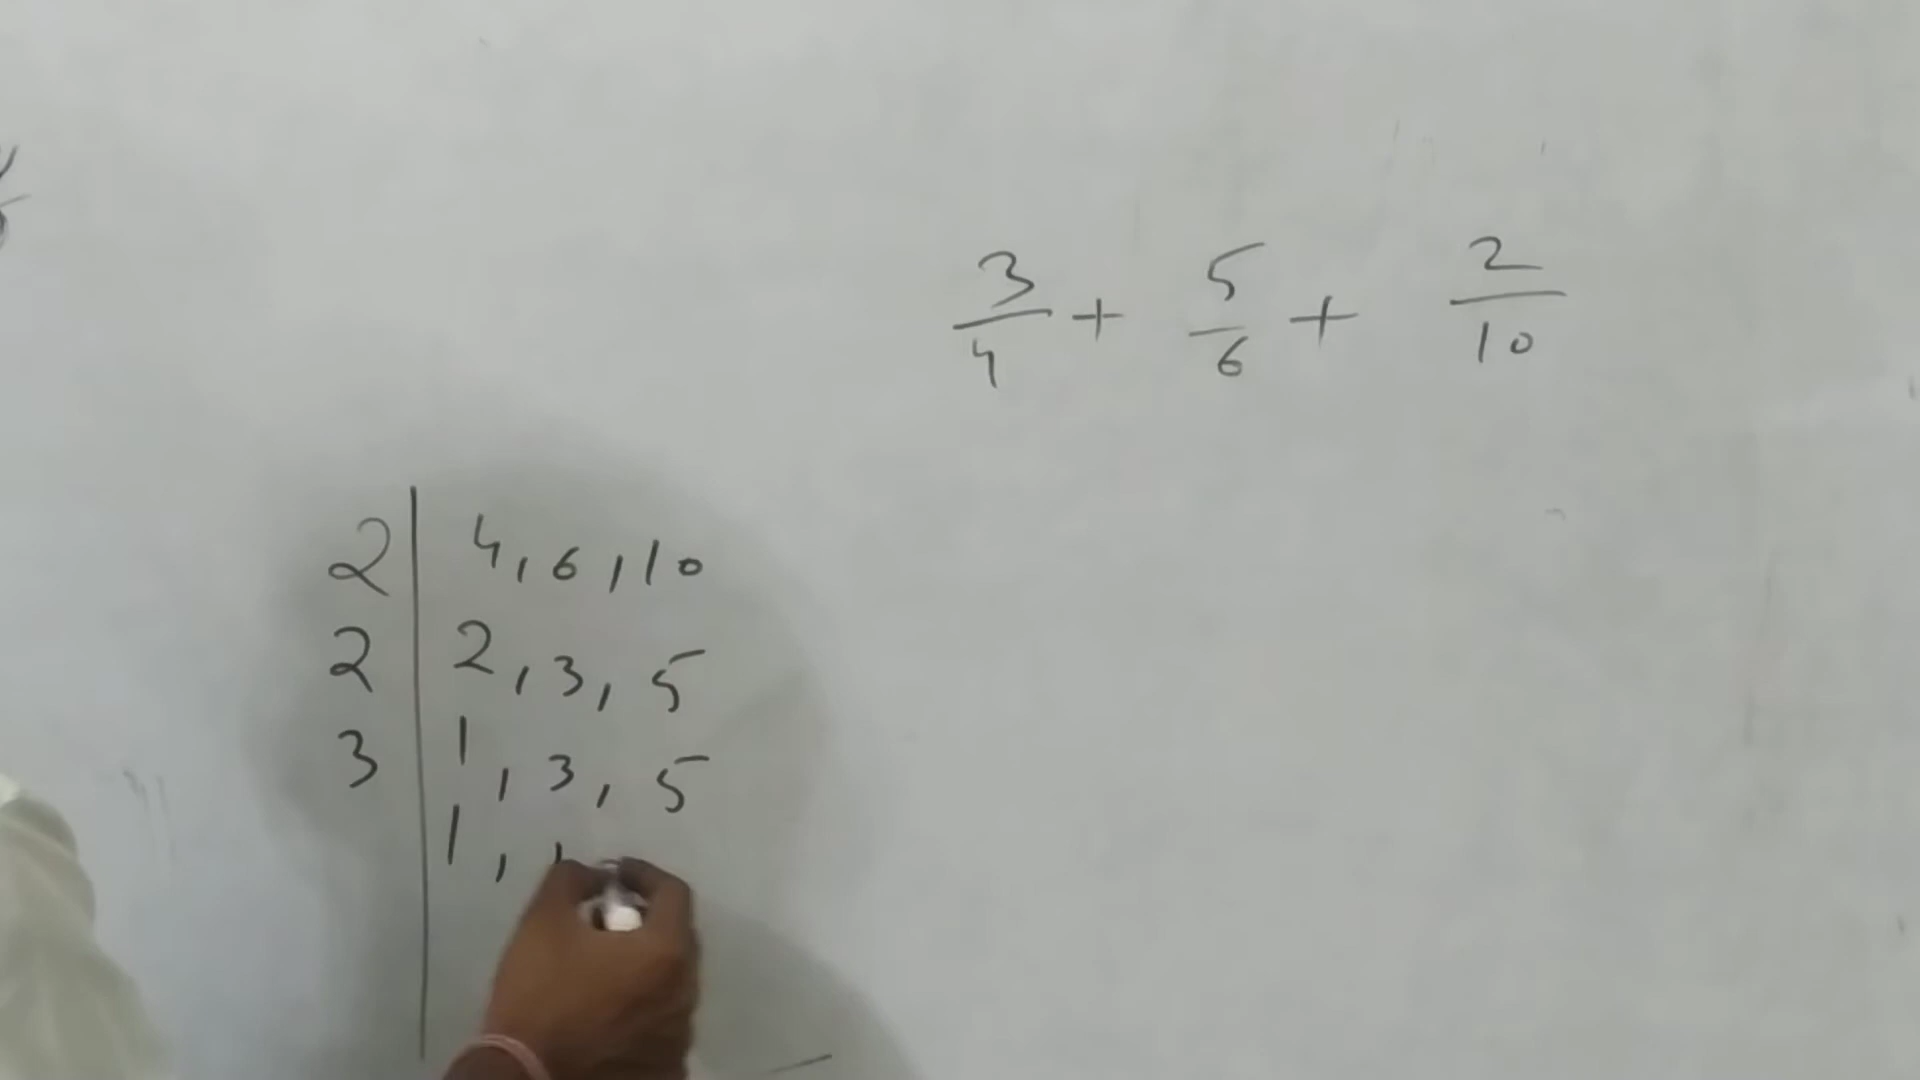 3/4 + 5/6 + 2/10
2 | 4, 6, 10
2 | 2, 3, 5
3 | 1, 3, 5
1,